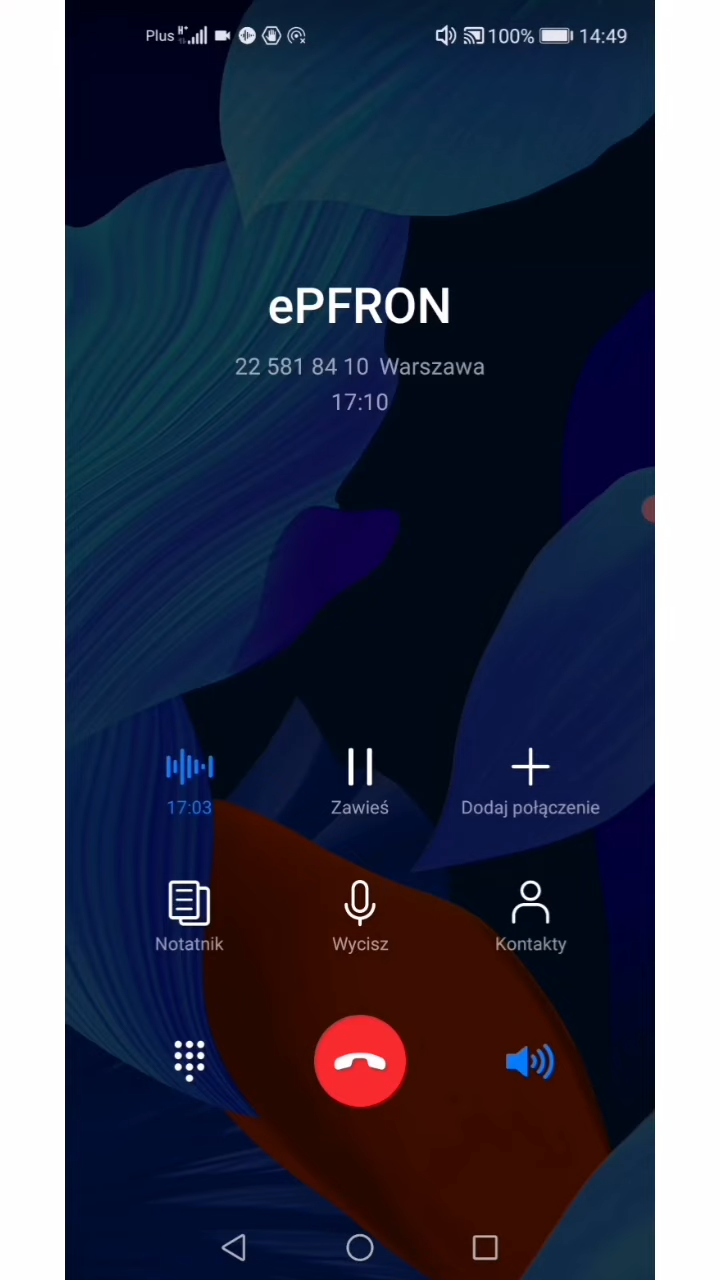 Plus 100% 14:49
ePFRON
22 581 84 10 Warszawa
17:10
17:03 Zawieś Dodaj połączenie
Notatnik Wycisz Kontakty